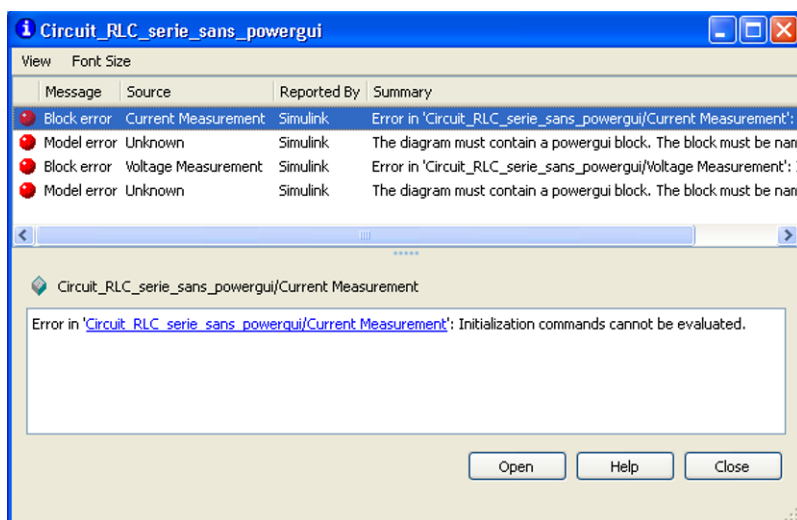 Circuit_RLC_serie_sans_powergui
View Font Size
Message Source Reported By Summary
Block error Current Measurement Simulink Error in 'Circuit_RLC_serie_sans_powergui/Current Measurement':
Model error Unknown Simulink The diagram must contain a powergui block. The block must be nam
Block error Voltage Measurement Simulink Error in 'Circuit_RLC_serie_sans_powergui/Voltage Measurement':
Model error Unknown Simulink The diagram must contain a powergui block. The block must be nam
Circuit_RLC_serie_sans_powergui/Current Measurement
Error in 'Circuit_RLC_serie_sans_powergui/Current Measurement': Initialization commands cannot be evaluated.
Open Help Close